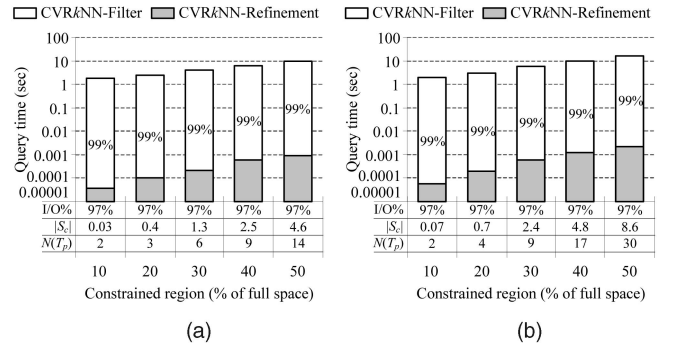 CVRkNN-Filter CVRkNN-Refinement
Query time (sec)
100
10
1
0.1
0.01
0.001
0.0001
0.00001
99% 99% 99% 99% 99%
I/O% 97% 97% 97% 97% 97%
|Sc| 0.03 0.4 1.3 2.5 4.6
N(Tp) 2 3 6 9 14
10 20 30 40 50
Constrained region (% of full space)
(a)
CVRkNN-Filter CVRkNN-Refinement
Query time (sec)
100
10
1
0.1
0.01
0.001
0.0001
0.00001
99% 99% 99% 99% 99%
I/O% 97% 97% 97% 97% 97%
|Sc| 0.07 0.7 2.4 4.8 8.6
N(Tp) 2 4 9 17 30
10 20 30 40 50
Constrained region (% of full space)
(b)